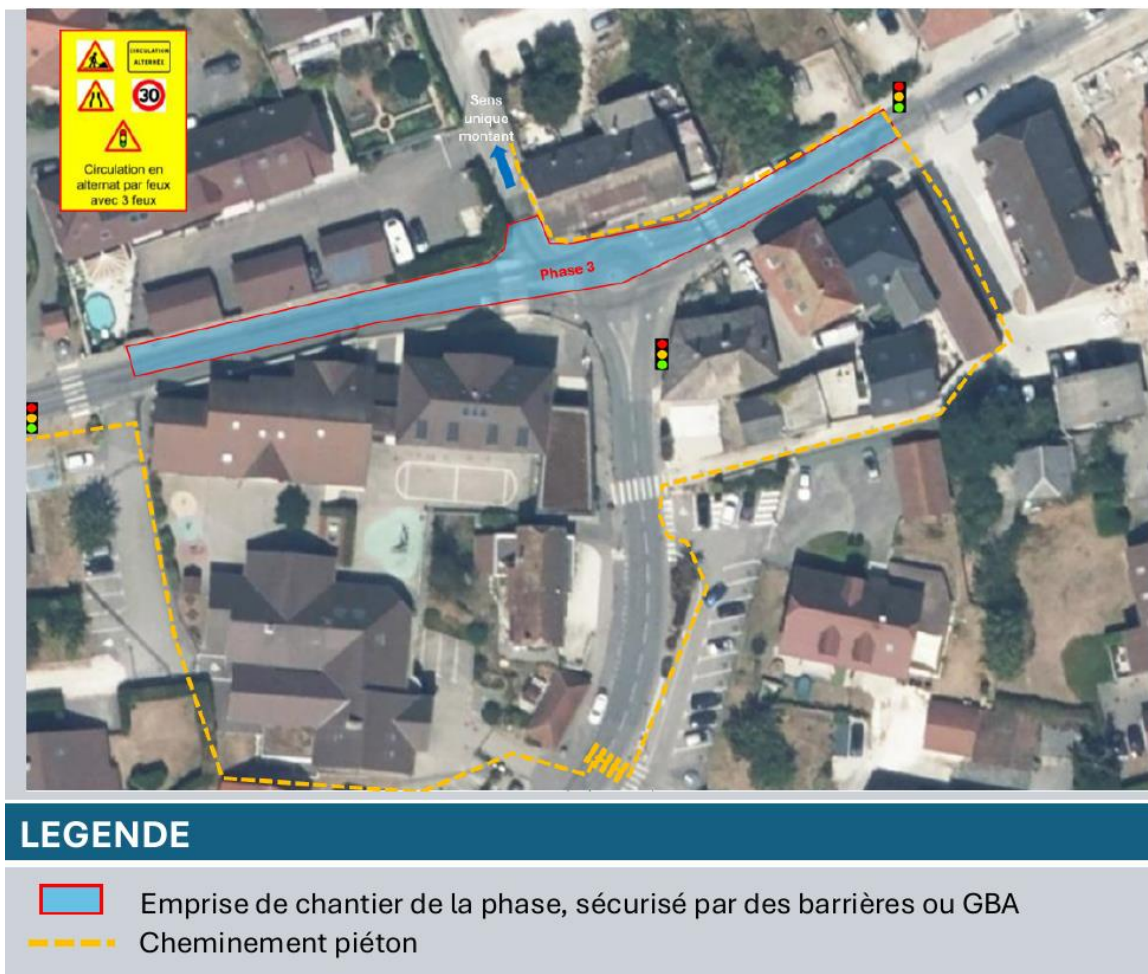 CIRCULATION
ALTERNÉE
30
Circulation en
alternat par feux
avec 3 feux
Sens
unique
montant
Phase 3
LEGENDE
Emprise de chantier de la phase, sécurisé par des barrières ou GBA
Cheminement piéton